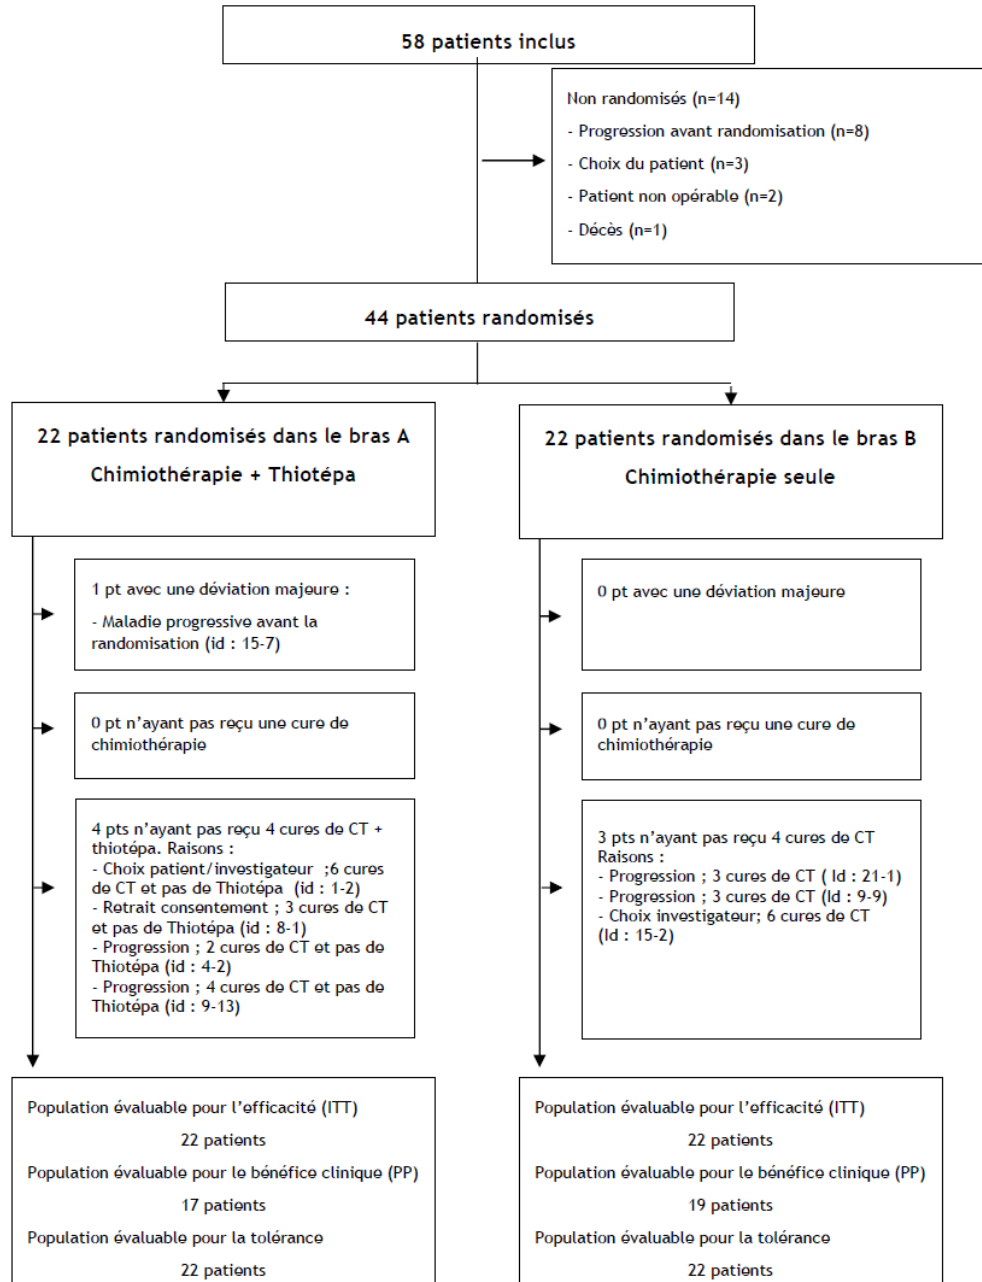 58 patients inclus
Non randomisés (n=14)
- Progression avant randomisation (n=8)
- Choix du patient (n=3)
- Patient non opérable (n=2)
- Décès (n=1)
44 patients randomisés
22 patients randomisés dans le bras A
Chimiothérapie + Thiotépa
22 patients randomisés dans le bras B
Chimiothérapie seule
1 pt avec une déviation majeure :
- Maladie progressive avant la
randomisation (id : 15-7)
0 pt avec une déviation majeure
0 pt n’ayant pas reçu une cure de
chimiothérapie
0 pt n’ayant pas reçu une cure de
chimiothérapie
4 pts n’ayant pas reçu 4 cures de CT +
thiotépa. Raisons :
- Choix patient/investigateur ;6 cures
de CT et pas de Thiotépa (id : 1-2)
- Retrait consentement ; 3 cures de CT
et pas de Thiotépa (id : 8-1)
- Progression ; 2 cures de CT et pas de
Thiotépa (id : 4-2)
- Progression ; 4 cures de CT et pas de
Thiotépa (id : 9-13)
3 pts n’ayant pas reçu 4 cures de CT
Raisons :
- Progression ; 3 cures de CT ( Id : 21-1)
- Progression ; 3 cures de CT (Id : 9-9)
- Choix investigateur; 6 cures de CT
(Id : 15-2)
Population évaluable pour l’efficacité (ITT)
22 patients
Population évaluable pour le bénéfice clinique (PP)
17 patients
Population évaluable pour la tolérance
22 patients
Population évaluable pour l’efficacité (ITT)
22 patients
Population évaluable pour le bénéfice clinique (PP)
19 patients
Population évaluable pour la tolérance
22 patients